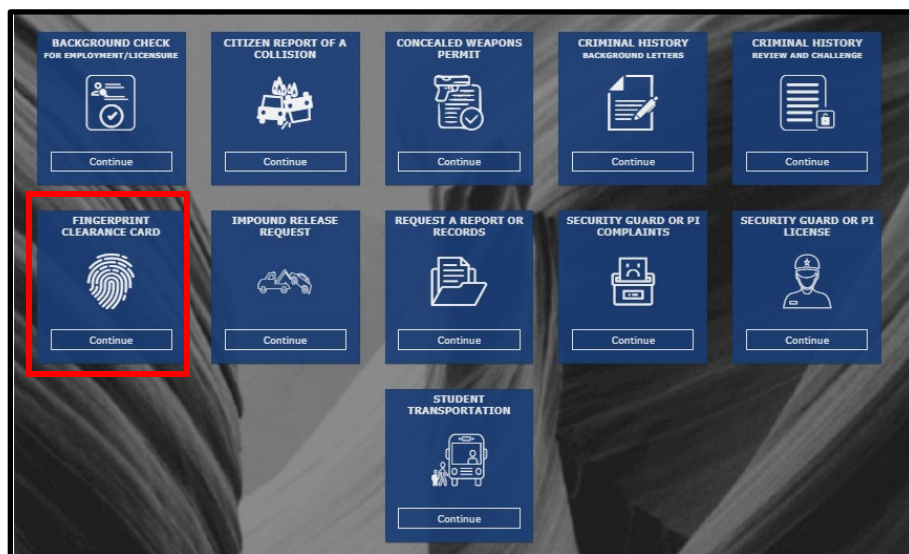 BACKGROUND CHECK
FOR EMPLOYMENT/LICENSURE
Continue
CITIZEN REPORT OF A
COLLISION
Continue
CONCEALED WEAPONS
PERMIT
Continue
CRIMINAL HISTORY
BACKGROUND LETTERS
Continue
CRIMINAL HISTORY
REVIEW AND CHALLENGE
Continue
FINGERPRINT
CLEARANCE CARD
Continue
IMPOUND RELEASE
REQUEST
Continue
REQUEST A REPORT OR
RECORDS
Continue
SECURITY GUARD OR PI
COMPLAINTS
Continue
SECURITY GUARD OR PI
LICENSE
Continue
STUDENT
TRANSPORTATION
Continue